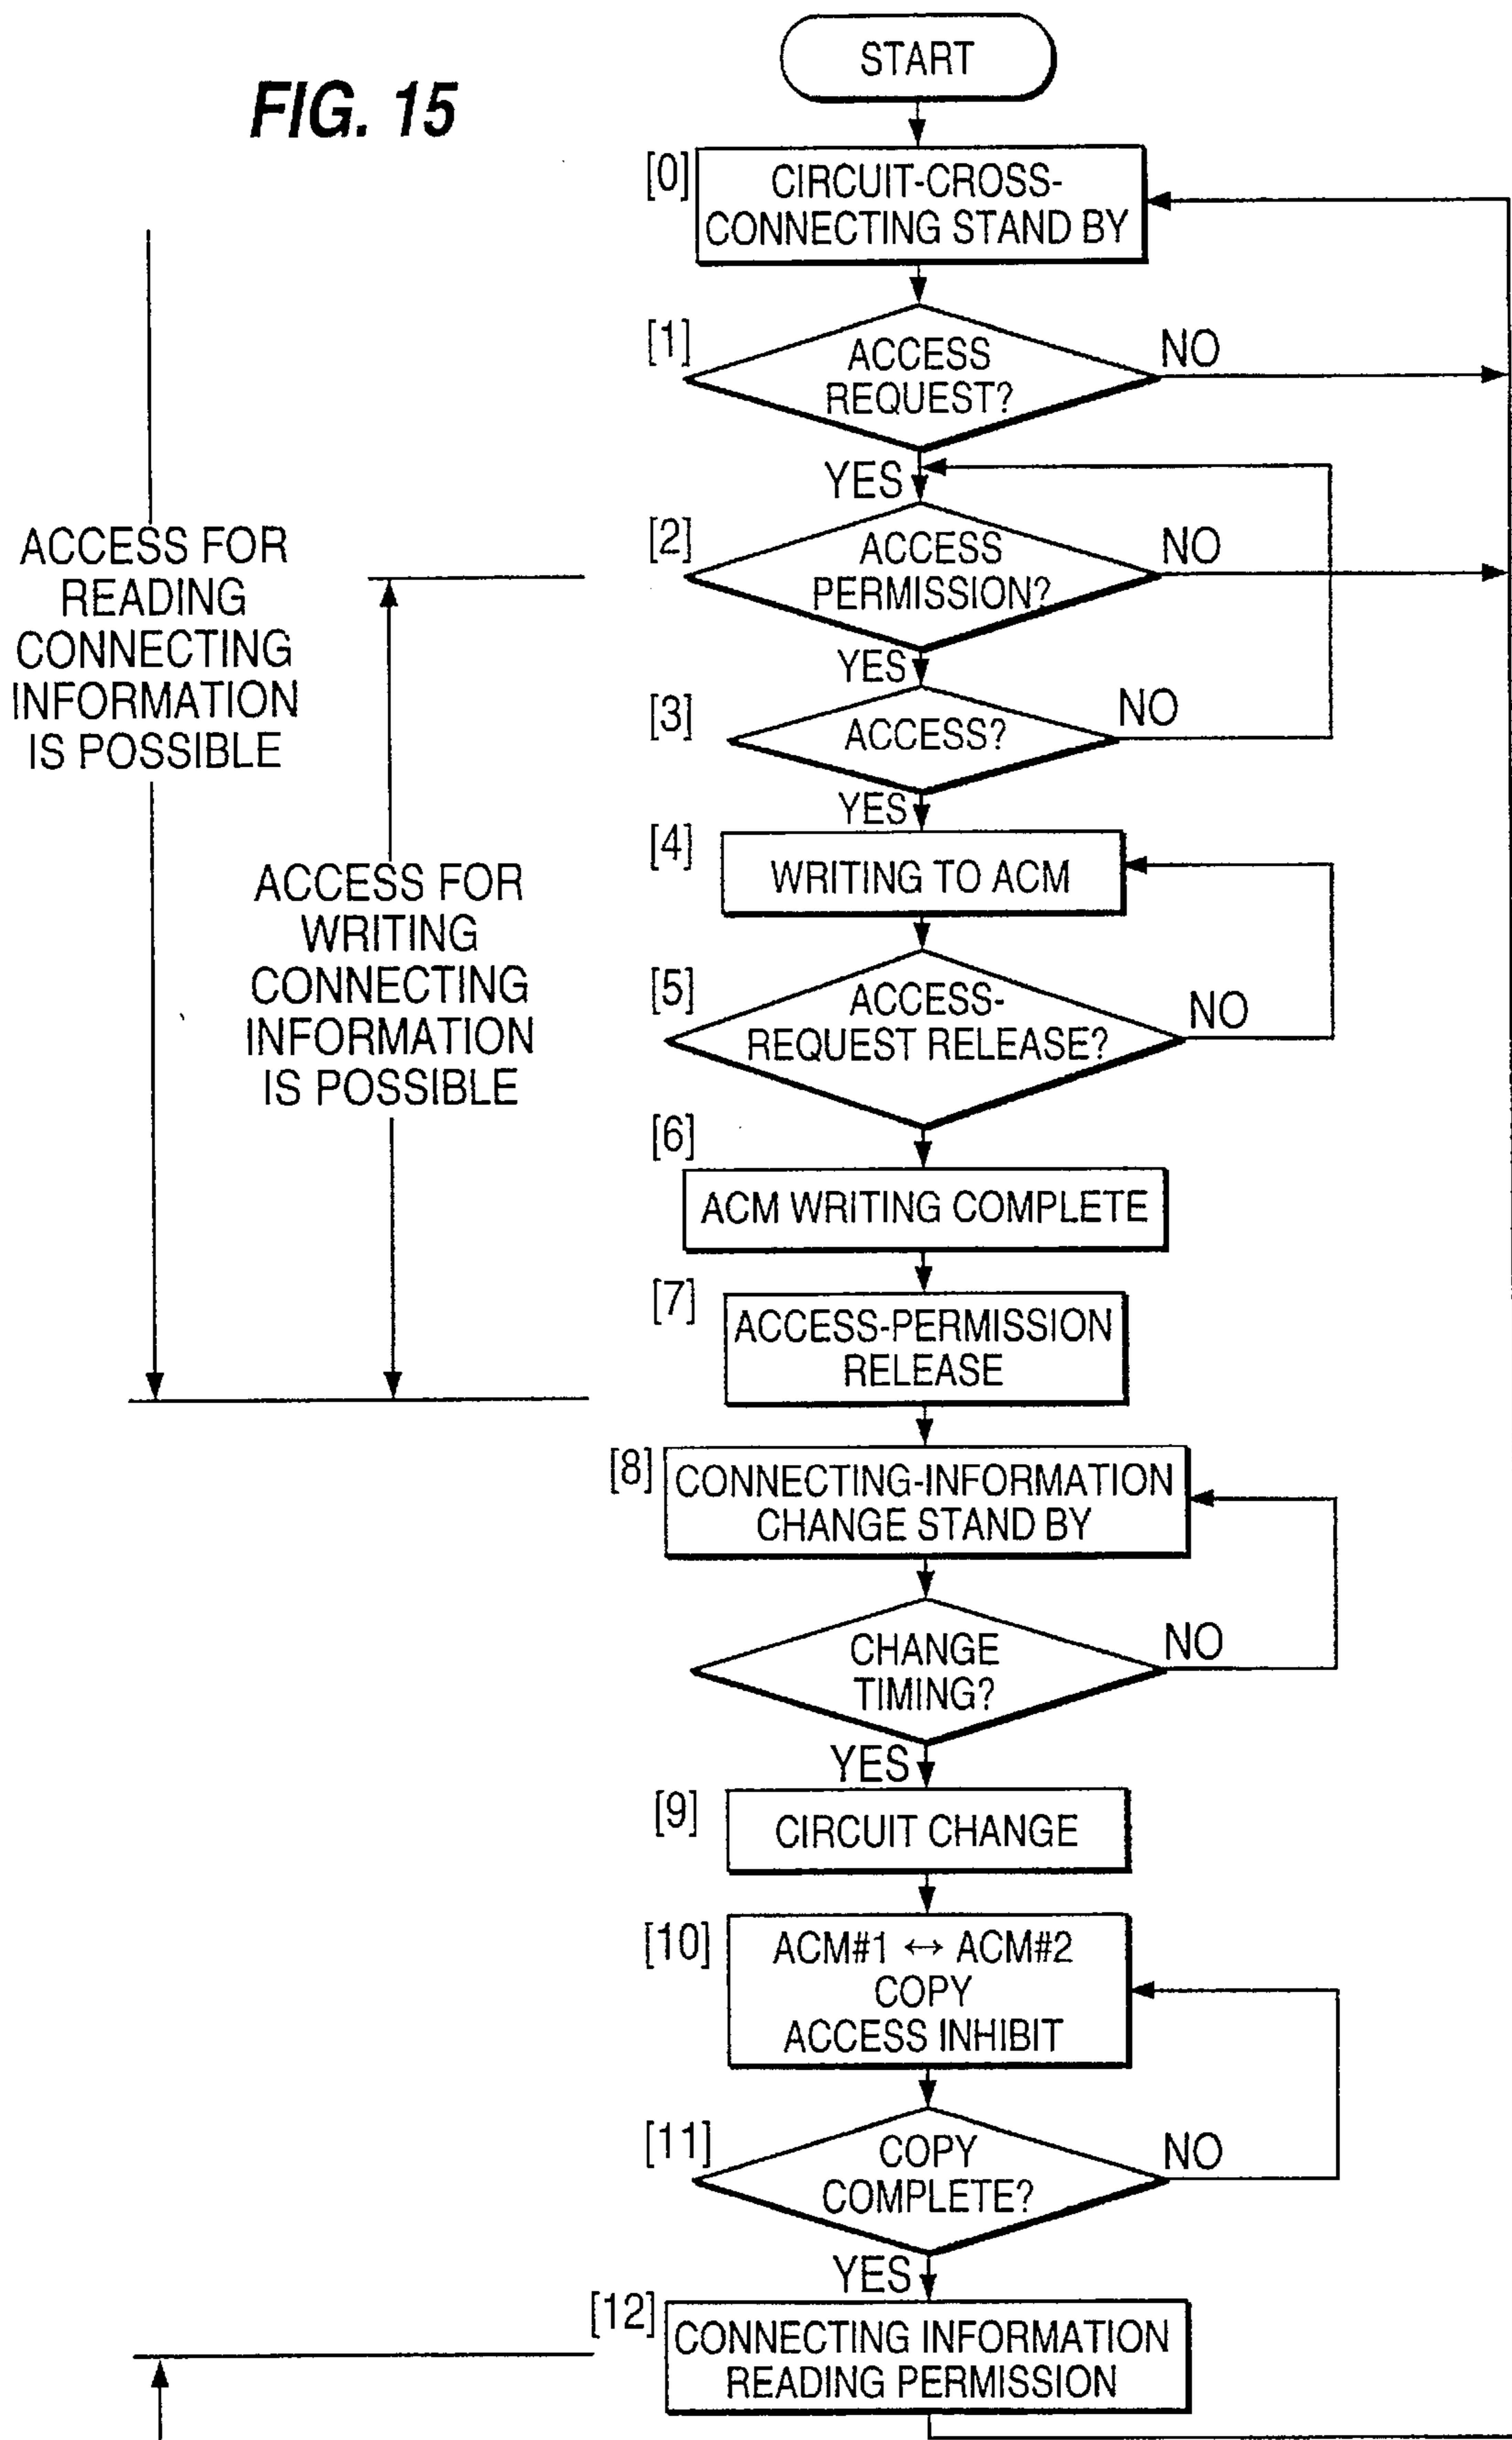 FIG. 15
START
[0]
CIRCUIT-CROSS-
CONNECTING STAND BY
[1]
ACCESS
REQUEST?
NO
YES
[2]
ACCESS
PERMISSION?
NO
YES
[3]
ACCESS?
NO
YES
[4]
WRITING TO ACM
[5]
ACCESS-
REQUEST RELEASE?
NO
[6]
ACM WRITING COMPLETE
[7]
ACCESS-PERMISSION
RELEASE
[8]
CONNECTING-INFORMATION
CHANGE STAND BY
CHANGE
TIMING?
NO
YES
[9]
CIRCUIT CHANGE
[10]
ACM#1 ↔ ACM#2
COPY
ACCESS INHIBIT
[11]
COPY
COMPLETE?
NO
YES
[12]
CONNECTING INFORMATION
READING PERMISSION
ACCESS FOR
READING
CONNECTING
INFORMATION
IS POSSIBLE
ACCESS FOR
WRITING
CONNECTING
INFORMATION
IS POSSIBLE